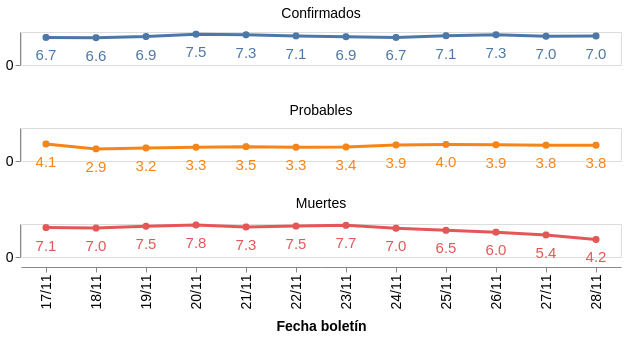 Confirmados
0
6.7 6.6 6.9 7.5 7.3 7.1 6.9 6.7 7.1 7.3 7.0 7.0
Probables
0
4.1 2.9 3.2 3.3 3.5 3.3 3.4 3.9 4.0 3.9 3.8 3.8
Muertes
7.1 7.0 7.5 7.8 7.3 7.5 7.7 7.0 6.5 6.0 5.4 4.2
0
17/11 18/11 19/11 20/11 21/11 22/11 23/11 24/11 25/11 26/11 27/11 28/11
Fecha boletín